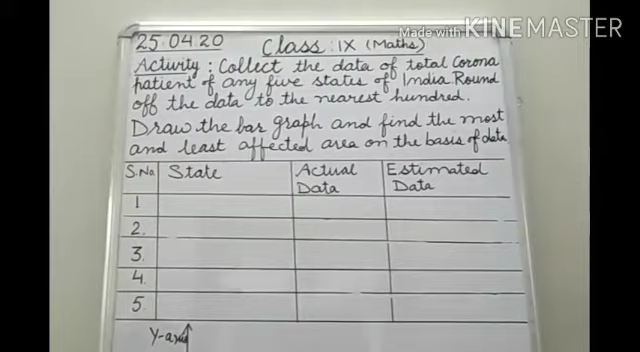 Made with KINEMASTER
25.04.20
Class : IX (Maths)
Activity : Collect the data of total Corona
patient of any five states of India Round
off the data to the nearest hundred.
Draw the bar graph and find the most
and least affected area on the basis of data
S.No State Actual Data Estimated Data
1
2.
3.
4.
5.
Y-axis